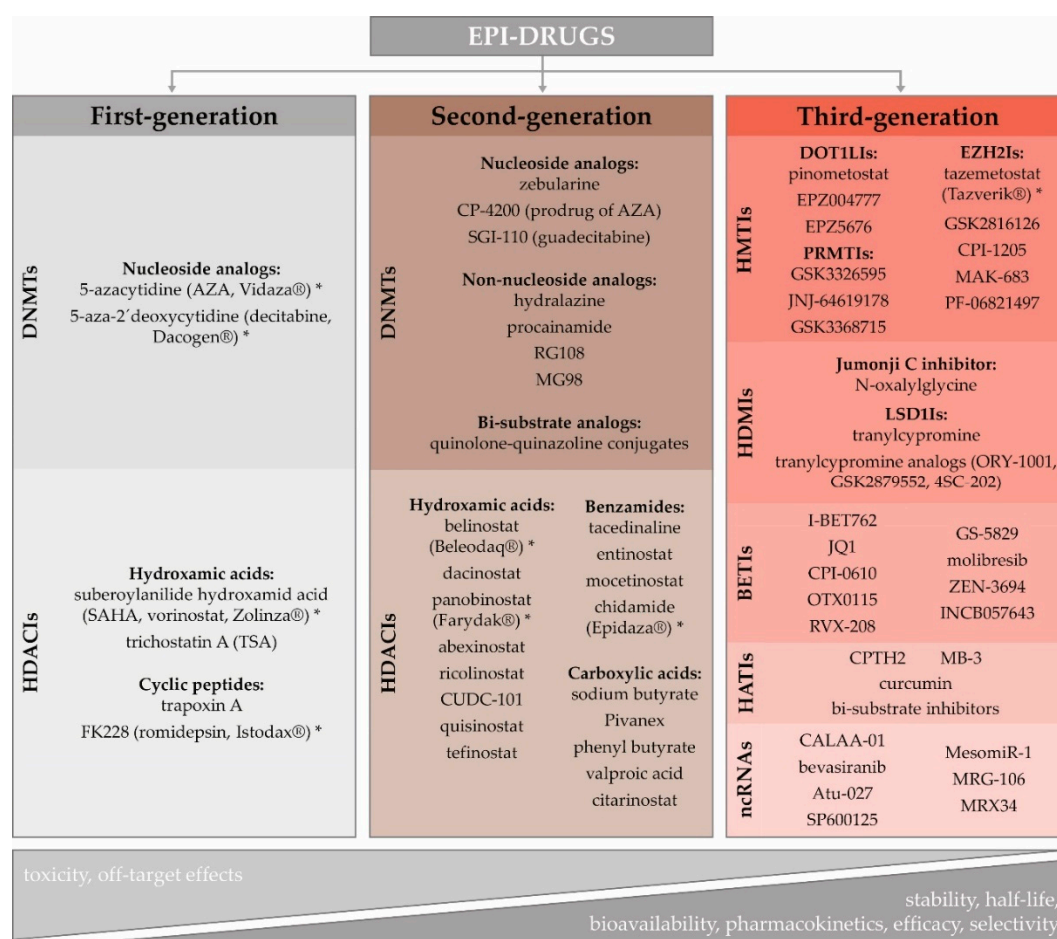 EPI-DRUGS
First-generation
DNMTs
Nucleoside analogs:
5-azacytidine (AZA, Vidaza®) *
5-aza-2´deoxycytidine (decitabine,
Dacogen®) *
HDACIs
Hydroxamic acids:
suberoylanilide hydroxamid acid
(SAHA, vorinostat, Zolinza®) *
trichostatin A (TSA)
Cyclic peptides:
trapoxin A
FK228 (romidepsin, Istodax®) *
Second-generation
DNMTs
Nucleoside analogs:
zebularine
CP-4200 (prodrug of AZA)
SGI-110 (guadecitabine)
Non-nucleoside analogs:
hydralazine
procainamide
RG108
MG98
Bi-substrate analogs:
quinolone-quinazoline conjugates
HDACIs
Hydroxamic acids:
belinostat
(Beleodaq®) *
dacinostat
panobinostat
(Farydak®) *
abexinostat
ricolinostat
CUDC-101
quisinostat
tefinostat
Benzamides:
tacedinaline
entinostat
mocetinostat
chidamide
(Epidaza®) *
Carboxylic acids:
sodium butyrate
Pivanex
phenyl butyrate
valproic acid
citarinostat
Third-generation
HMTIs
DOT1LIs:
pinometostat
EPZ004777
EPZ5676
PRMTIs:
GSK3326595
JNJ-64619178
GSK3368715
EZH2Is:
tazemetostat
(Tazverik®) *
GSK2816126
CPI-1205
MAK-683
PF-06821497
HDMIs
Jumonji C inhibitor:
N-oxalylglycine
LSD1Is:
tranylcypromine
tranylcypromine analogs (ORY-1001,
GSK2879552, 4SC-202)
BETIs
I-BET762
JQ1
CPI-0610
OTX0115
RVX-208
GS-5829
molibresib
ZEN-3694
INCB057643
HATIs
CPTH2 MB-3
curcumin
bi-substrate inhibitors
ncRNAs
CALAA-01
bevasiranib
Atu-027
SP600125
MesomiR-1
MRG-106
MRX34
toxicity, off-target effects
stability, half-life,
bioavailability, pharmacokinetics, efficacy, selectivity